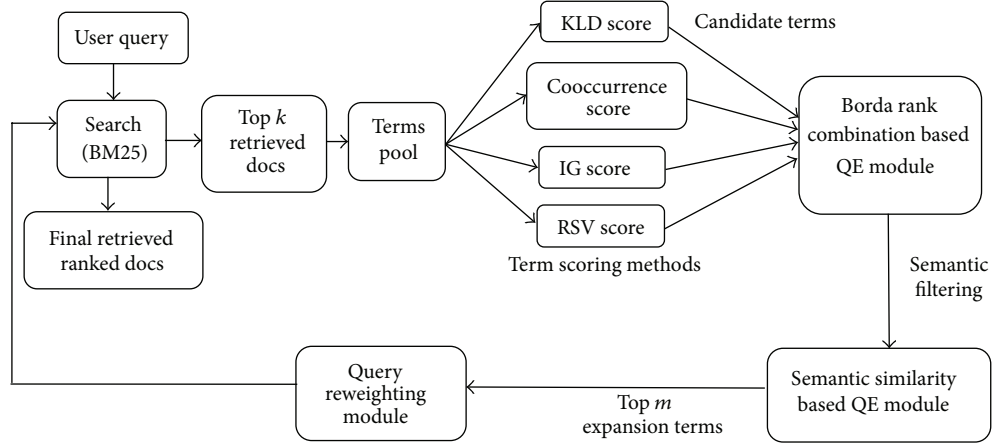 User query
Search
(BM25)
Final retrieved
ranked docs
Top k
retrieved
docs
Terms
pool
KLD score
Cooccurrence
score
IG score
RSV score
Term scoring methods
Candidate terms
Borda rank
combination based
QE module
Semantic
filtering
Semantic similarity
based QE module
Top m
expansion terms
Query
reweighting
module